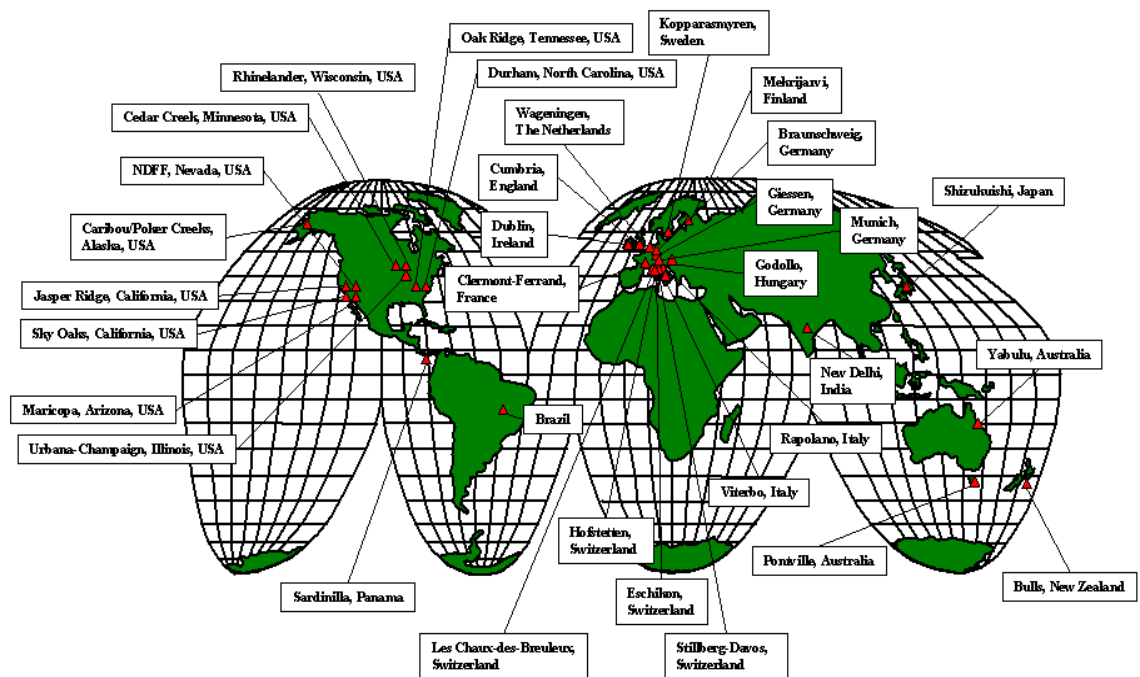 Kopparasmyren,
Sweden
Oak Ridge, Tennessee, USA
Rhinelander, Wisconsin, USA
Durham, North Carolina, USA
Mekrijarvi,
Finland
Cedar Creek, Minnesota, USA
Wageningen,
The Netherlands
Braunschweig,
Germany
NDFF, Nevada, USA
Cumbria,
England
Giessen,
Germany
Shizukuishi, Japan
Caribou/Poker Creeks,
Alaska, USA
Dublin,
Ireland
Munich,
Germany
Clermont-Ferrand,
France
Godollo,
Hungary
Jasper Ridge, California, USA
Sky Oaks, California, USA
Yabulu, Australia
New Delhi,
India
Maricopa, Arizona, USA
Brazil
Urbana-Champaign, Illinois, USA
Rapolano, Italy
Viterbo, Italy
Hofstetten,
Switzerland
Pontville, Australia
Bulls, New Zealand
Sardinilla, Panama
Eschikon,
Switzerland
Les Chaux-des-Breuleux,
Switzerland
Stillberg-Davos,
Switzerland